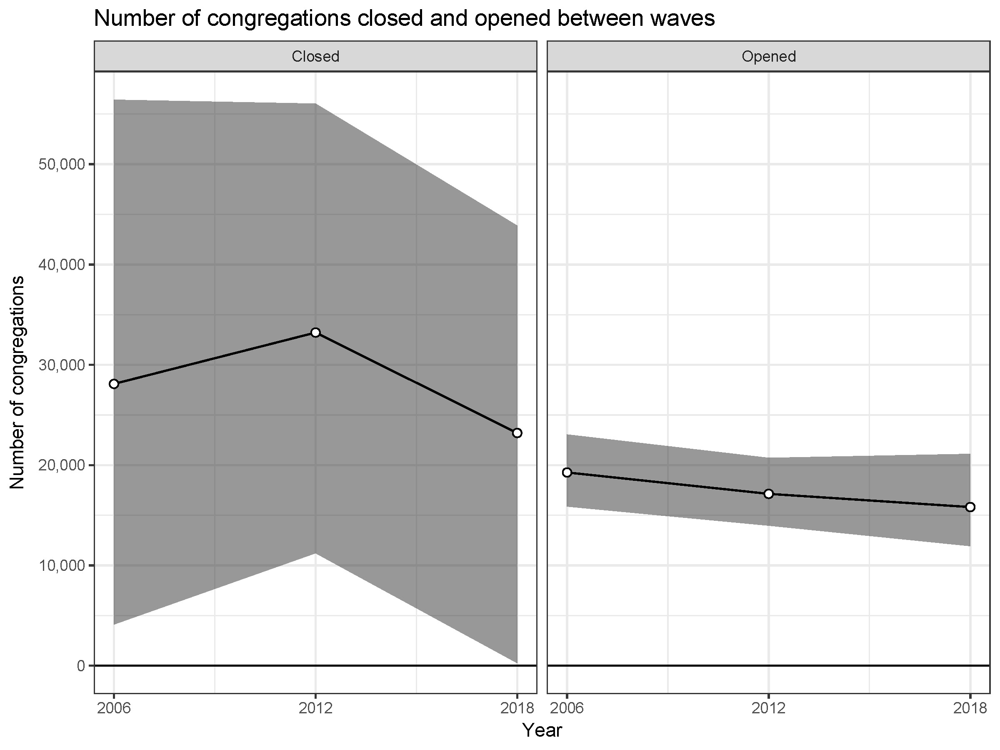 Number of congregations closed and opened between waves
Closed
Opened
Number of congregations
50,000
40,000
30,000
20,000
10,000
0
2006
2012
2018
2006
2012
2018
Year